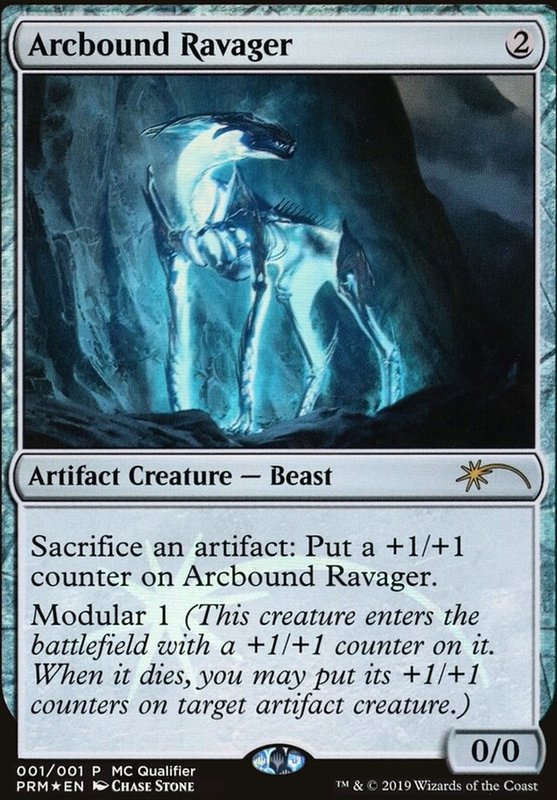 Arcbound Ravager 2
Artifact Creature — Beast
Sacrifice an artifact: Put a +1/+1
counter on Arcbound Ravager.
Modular 1 (This creature enters the
battlefield with a +1/+1 counter on it.
When it dies, you may put its +1/+1
counters on target artifact creature.)
0/0
001/001 P MC Qualifier
PRM★EN Chase Stone
™ & © 2019 Wizards of the Coast